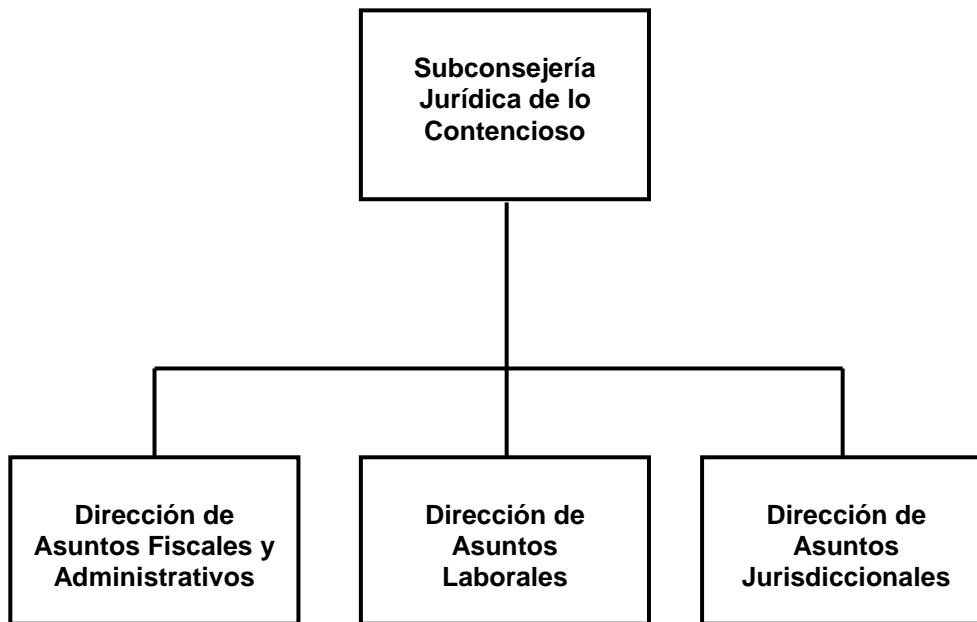 Subconsejería
Jurídica de lo
Contencioso
Dirección de
Asuntos Fiscales y
Administrativos
Dirección de
Asuntos
Laborales
Dirección de
Asuntos
Jurisdiccionales